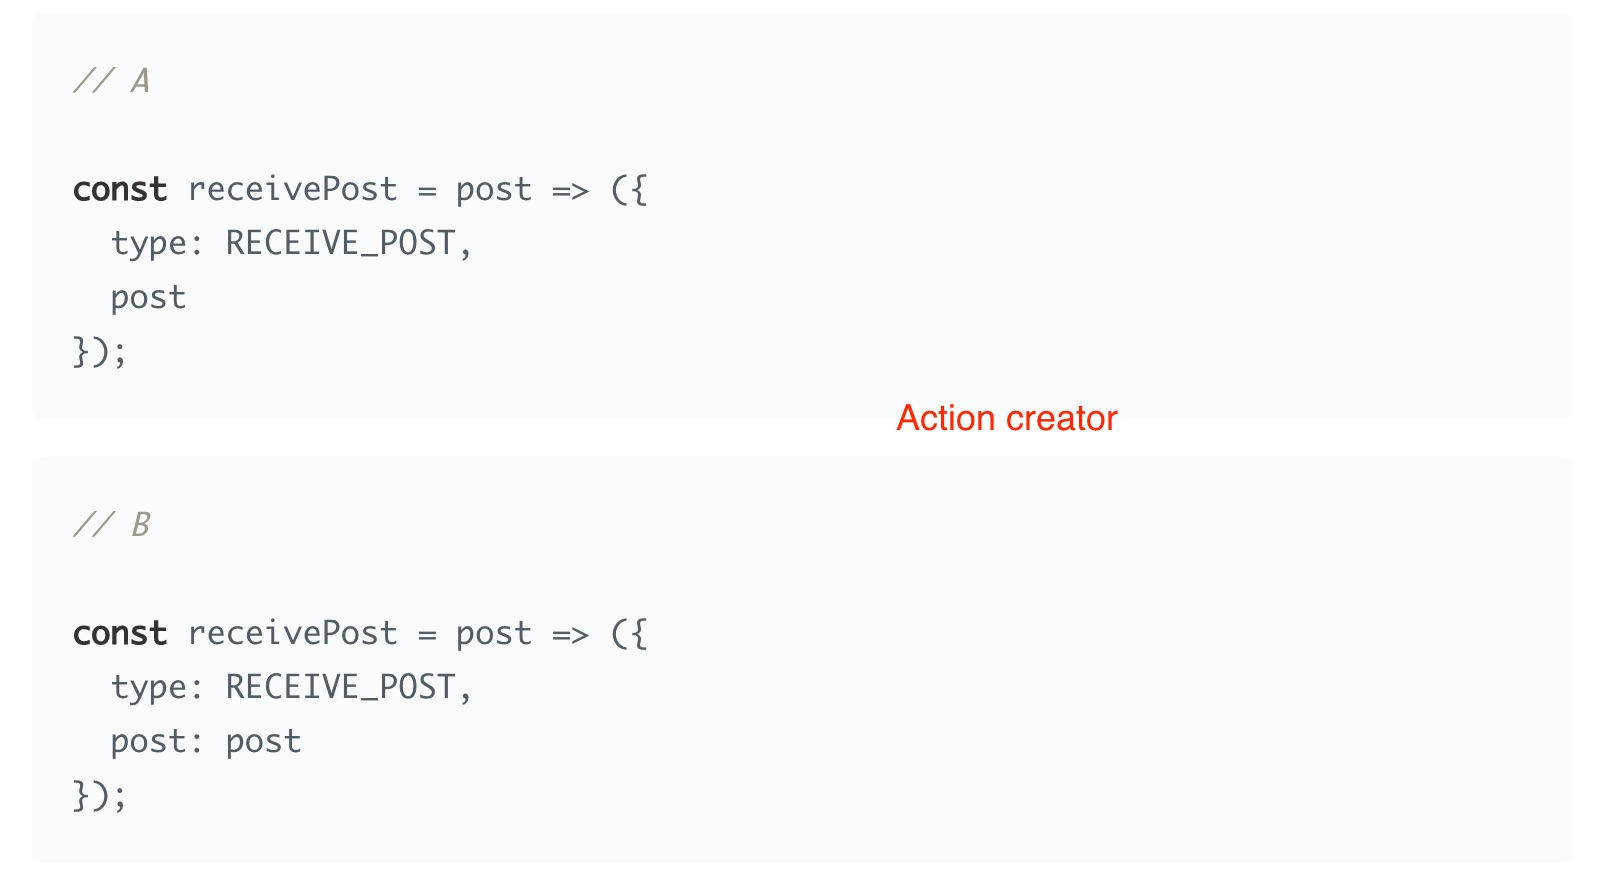 // A
const receivePost = post => ({
  type: RECEIVE_POST,
  post
});
Action creator
// B
const receivePost = post => ({
  type: RECEIVE_POST,
  post: post
});